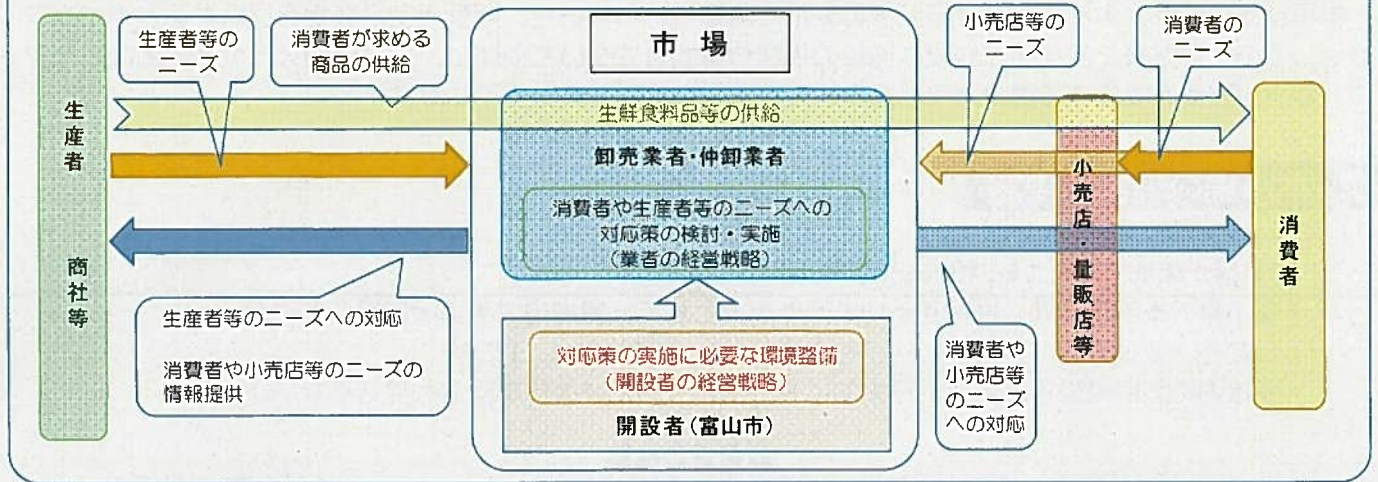 市場
生産者等の
ニーズ
消費者が求める
商品の供給
小売店等の
ニーズ
消費者の
ニーズ
生産者
商社等
生鮮食料品等の供給
卸売業者・仲卸業者
消費者や生産者等のニーズへの
対応策の検討・実施
(業者の経営戦略)
小売店・量販店等
消費者
生産者等のニーズへの対応
消費者や小売店等のニーズの
情報提供
対応策の実施に必要な環境整備
(開設者の経営戦略)
開設者(富山市)
消費者や
小売店等
のニーズ
への対応